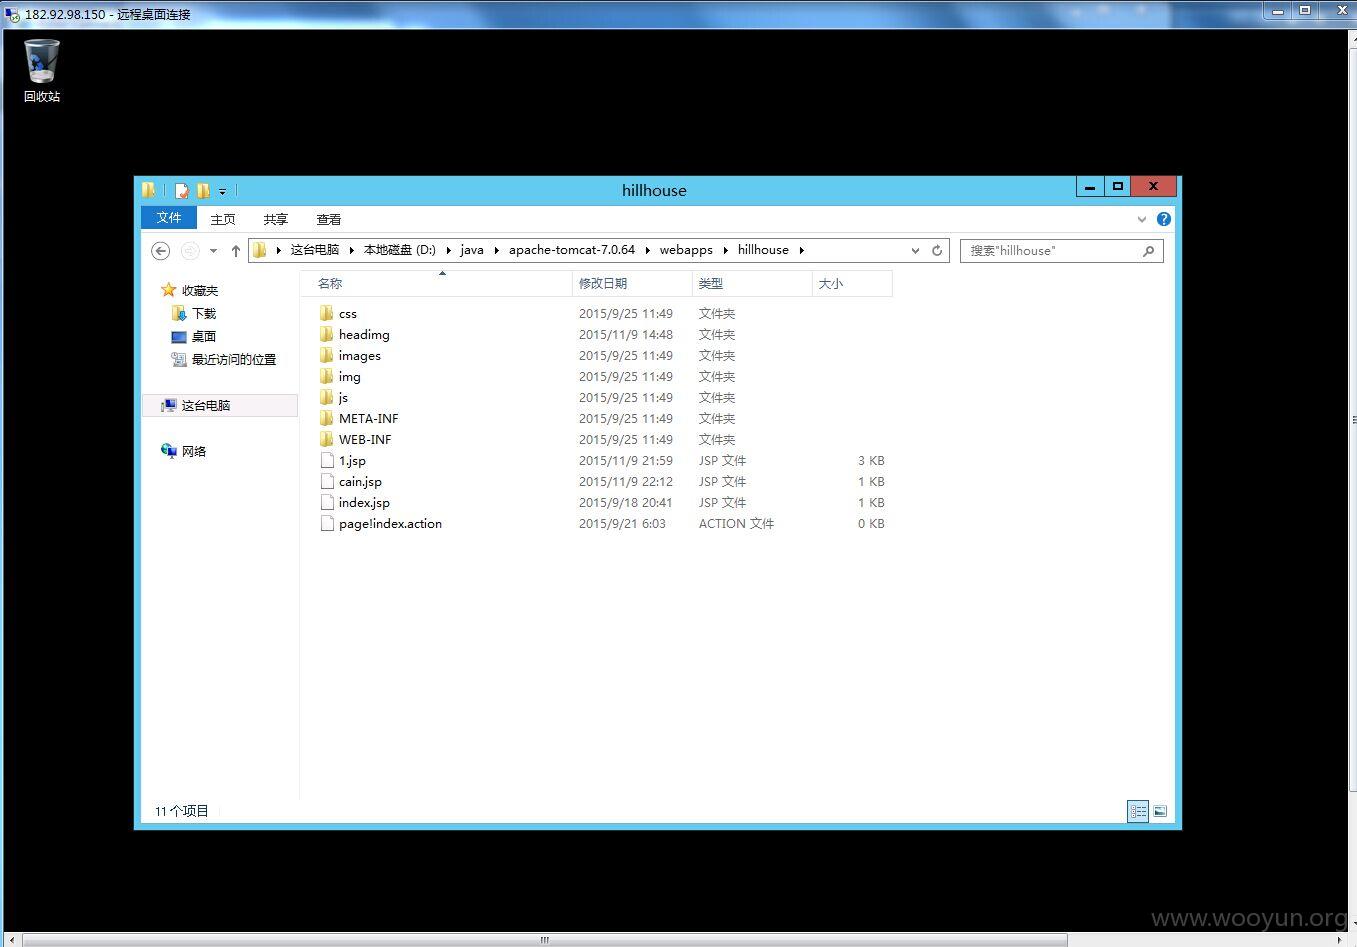 182.92.98.150 - 远程桌面连接
回收站
hillhouse
文件 主页 共享 查看
这台电脑 本地磁盘 (D:) java apache-tomcat-7.0.64 webapps hillhouse 搜索"hillhouse"
收藏夹
下载
桌面
最近访问的位置
这台电脑
网络
名称 修改日期 类型 大小
css 2015/9/25 11:49 文件夹
headimg 2015/11/9 14:48 文件夹
images 2015/9/25 11:49 文件夹
img 2015/9/25 11:49 文件夹
js 2015/9/25 11:49 文件夹
META-INF 2015/9/25 11:49 文件夹
WEB-INF 2015/9/25 11:49 文件夹
1.jsp 2015/11/9 21:59 JSP 文件 3 KB
cain.jsp 2015/11/9 22:12 JSP 文件 1 KB
index.jsp 2015/9/18 20:41 JSP 文件 1 KB
page!index.action 2015/9/21 6:03 ACTION 文件 0 KB
11 个项目
www.wooyun.org